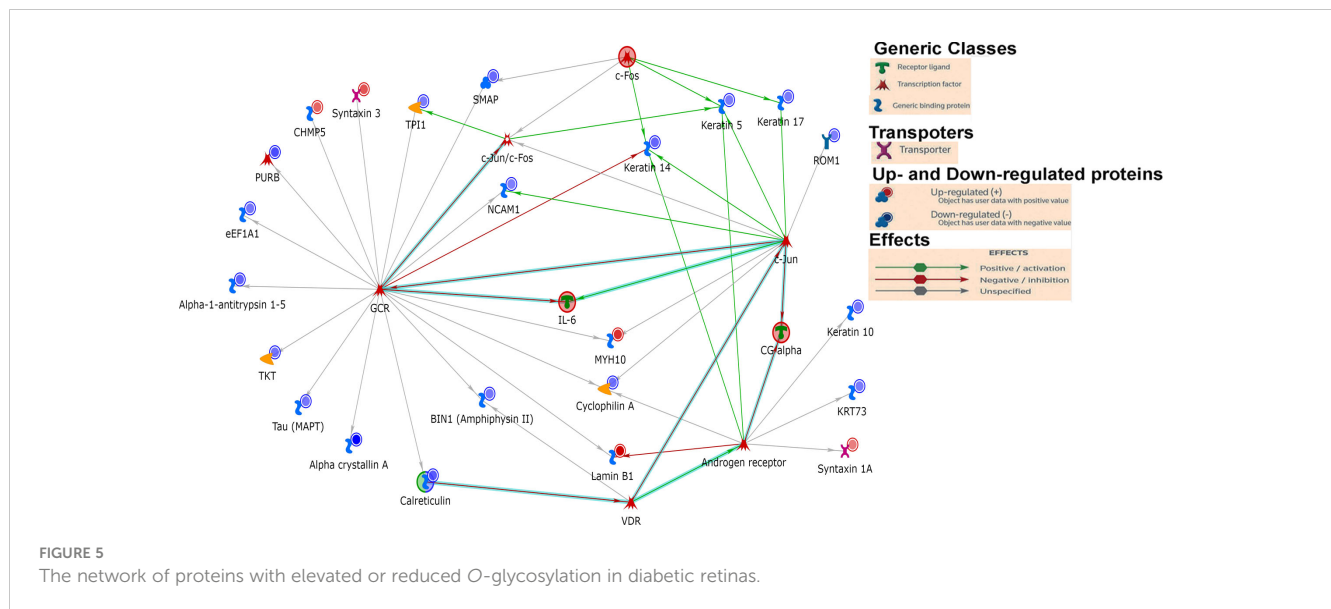 c-Fos
SMAP
Syntaxin 3
CHMP5
TPI1
Keratin 5
Keratin 17
c-Jun/c-Fos
ROM1
PURB
Keratin 14
NCAM1
eEF1A1
c-Jun
Alpha-1-antitrypsin 1-5
GCR
IL-6
MYH10
CG-alpha
Keratin 10
TKT
Cyclophilin A
KRT73
Tau (MAPT)
BIN1 (Amphiphysin II)
Alpha crystallin A
Lamin B1
Androgen receptor
Syntaxin 1A
Calreticulin
VDR
Generic Classes
Receptor ligand
Transcription factor
Generic binding protein
Transpoters
Transporter
Up- and Down-regulated proteins
Up-regulated (+)
Object has user data with positive value
Down-regulated (-)
Object has user data with negative value
Effects
EFFECTS
Positive / activation
Negative / inhibition
Unspecified
FIGURE 5
The network of proteins with elevated or reduced O-glycosylation in diabetic retinas.